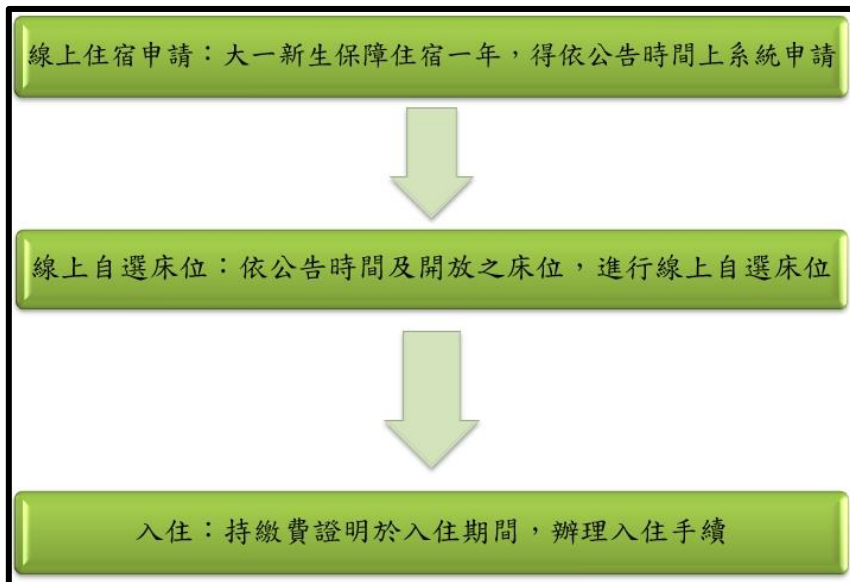 線上住宿申請：大一新生保障住宿一年，得依公告時間上系統申請
線上自選床位：依公告時間及開放之床位，進行線上自選床位
入住：持繳費證明於入住期間，辦理入住手續